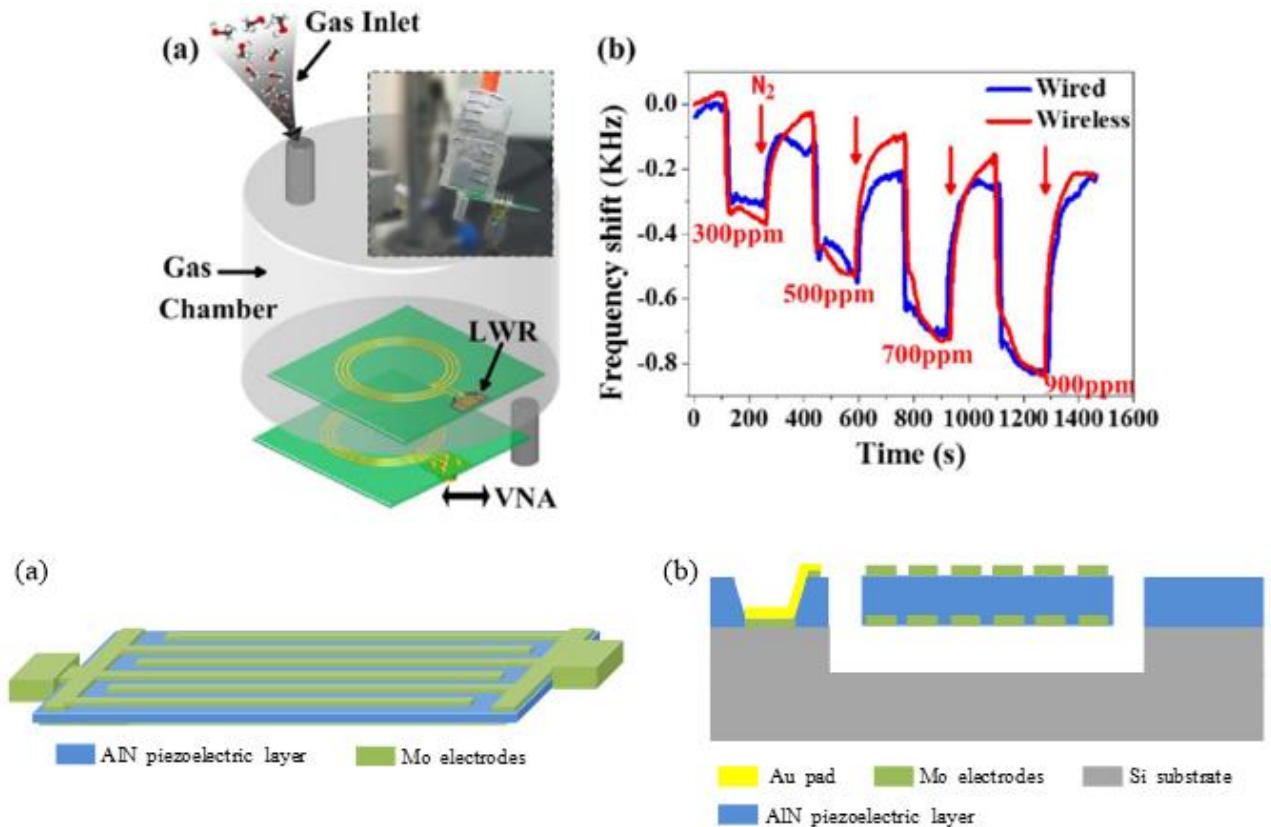 (a)
Gas Inlet
Gas
Chamber
LWR
VNA
(b)
Frequency shift (KHz)
0.0
-0.2
-0.4
-0.6
-0.8
N2
Wired
Wireless
300ppm
500ppm
700ppm
900ppm
0 200 400 600 800 1000 1200 1400 1600
Time (s)
(a)
AlN piezoelectric layer
Mo electrodes
(b)
Au pad
Mo electrodes
Si substrate
AlN piezoelectric layer